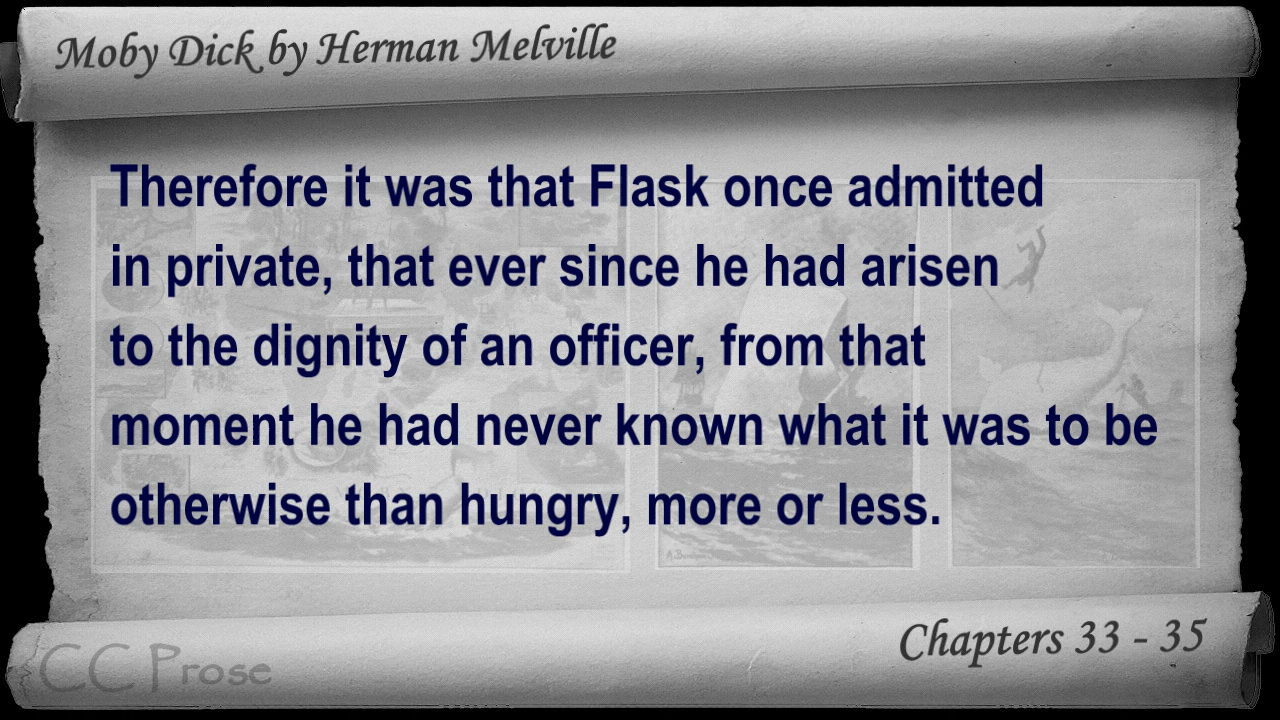 Moby Dick by Herman Melville
Therefore it was that Flask once admitted
in private, that ever since he had arisen
to the dignity of an officer, from that
moment he had never known what it was to be
otherwise than hungry, more or less.
Chapters 33 - 35
CC Prose